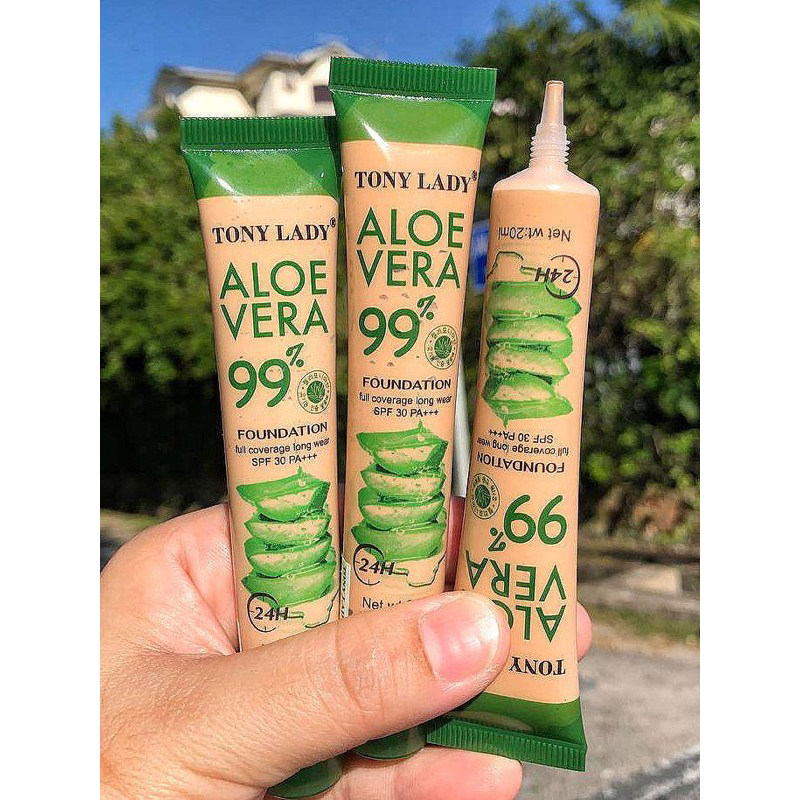 TONY LADY®
ALOE
VERA
99%
FOUNDATION
full coverage long wear
SPF 30 PA+++
24H
TONY LADY®
ALOE
VERA
99%
FOUNDATION
full coverage long wear
SPF 30 PA+++
24H
Net
TONY
ALOE
VERA
99%
FOUNDATION
full coverage long wear
SPF 30 PA+++
24H
Net wt:20ml